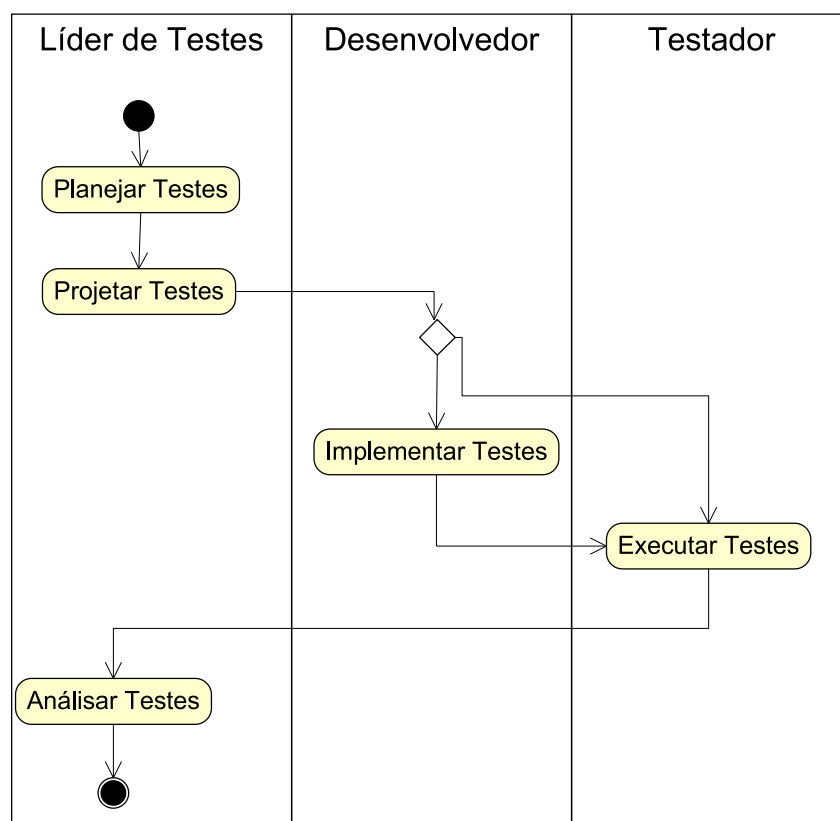 Líder de Testes
Desenvolvedor
Testador
Planejar Testes
Projetar Testes
Implementar Testes
Executar Testes
Análisar Testes